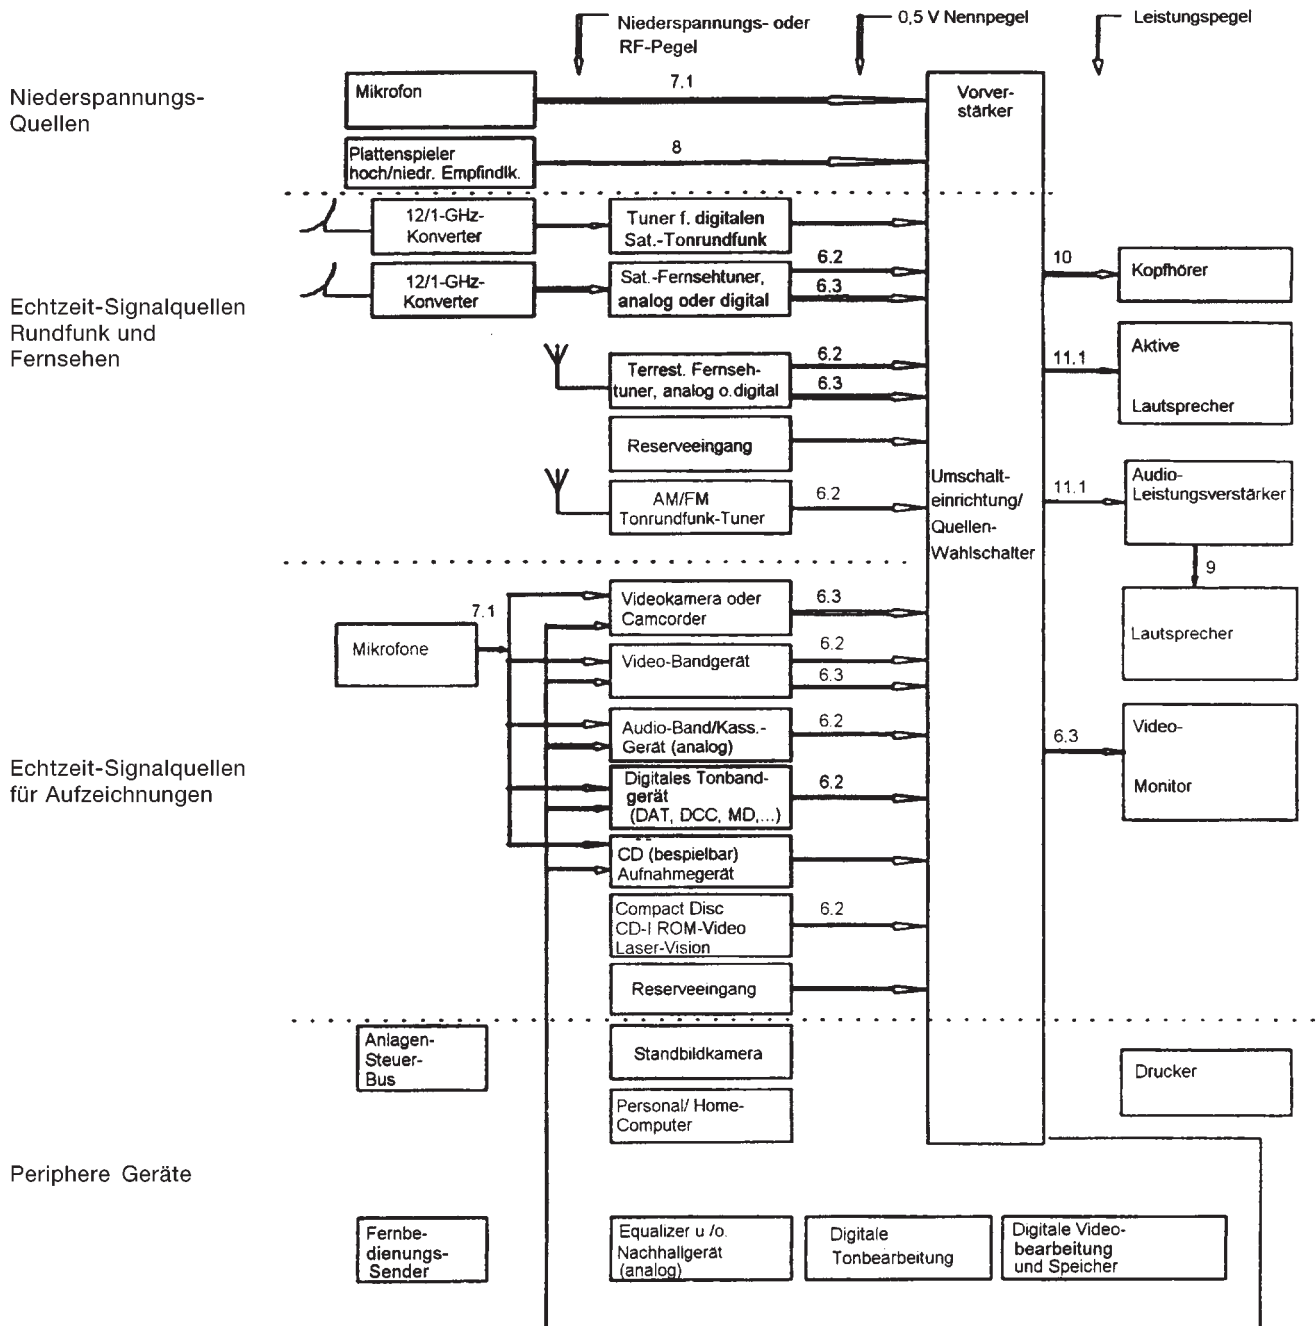 Niederspannungs- oder
RF-Pegel
0,5 V Nennpegel
Leistungspegel
Niederspannungs-
Quellen
Mikrofon
7.1
Vorver-
stärker
Plattenspieler
hoch/niedr. Empfindlk.
8
Echtzeit-Signalquellen
Rundfunk und
Fernsehen
12/1-GHz-
Konverter
Tuner f. digitalen
Sat.-Tonrundfunk
12/1-GHz-
Konverter
Sat.-Fernsehtuner,
analog oder digital
6.2
6.3
Terrest. Fernseh-
tuner, analog o.digital
6.2
6.3
Reserveeingang
AM/FM
Tonrundfunk-Tuner
6.2
Umschalt-
einrichtung/
Quellen-
Wahlschalter
10
Kopfhörer
11.1
Aktive
Lautsprecher
11.1
Audio-
Leistungsverstärker
9
Lautsprecher
6.3
Video-
Monitor
Echtzeit-Signalquellen
für Aufzeichnungen
Mikrofone
7.1
Videokamera oder
Camcorder
6.3
Video-Bandgerät
6.2
6.3
Audio-Band/Kass.-
Gerät (analog)
6.2
Digitales Tonband-
gerät
(DAT, DCC, MD,...)
6.2
CD (bespielbar)
Aufnahmegerät
Compact Disc
CD-I ROM-Video
Laser-Vision
6.2
Reserveeingang
Periphere Geräte
Anlagen-
Steuer-
Bus
Standbildkamera
Drucker
Personal/ Home-
Computer
Fernbe-
dienungs-
Sender
Equalizer u /o.
Nachhallgerät
(analog)
Digitale
Tonbearbeitung
Digitale Video-
bearbeitung
und Speicher